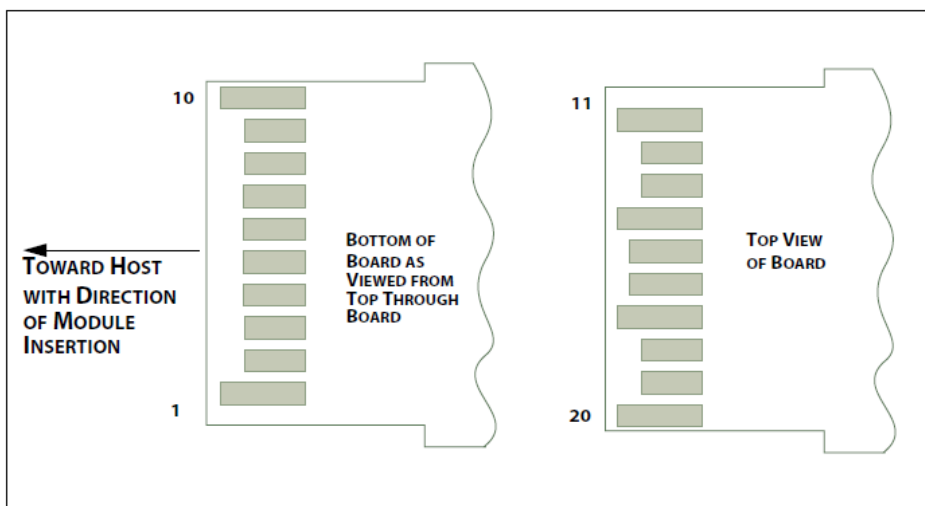 10
1
TOWARD HOST
WITH DIRECTION
OF MODULE
INSERTION
BOTTOM OF
BOARD AS
VIEWED FROM
TOP THROUGH
BOARD
11
20
TOP VIEW
OF BOARD